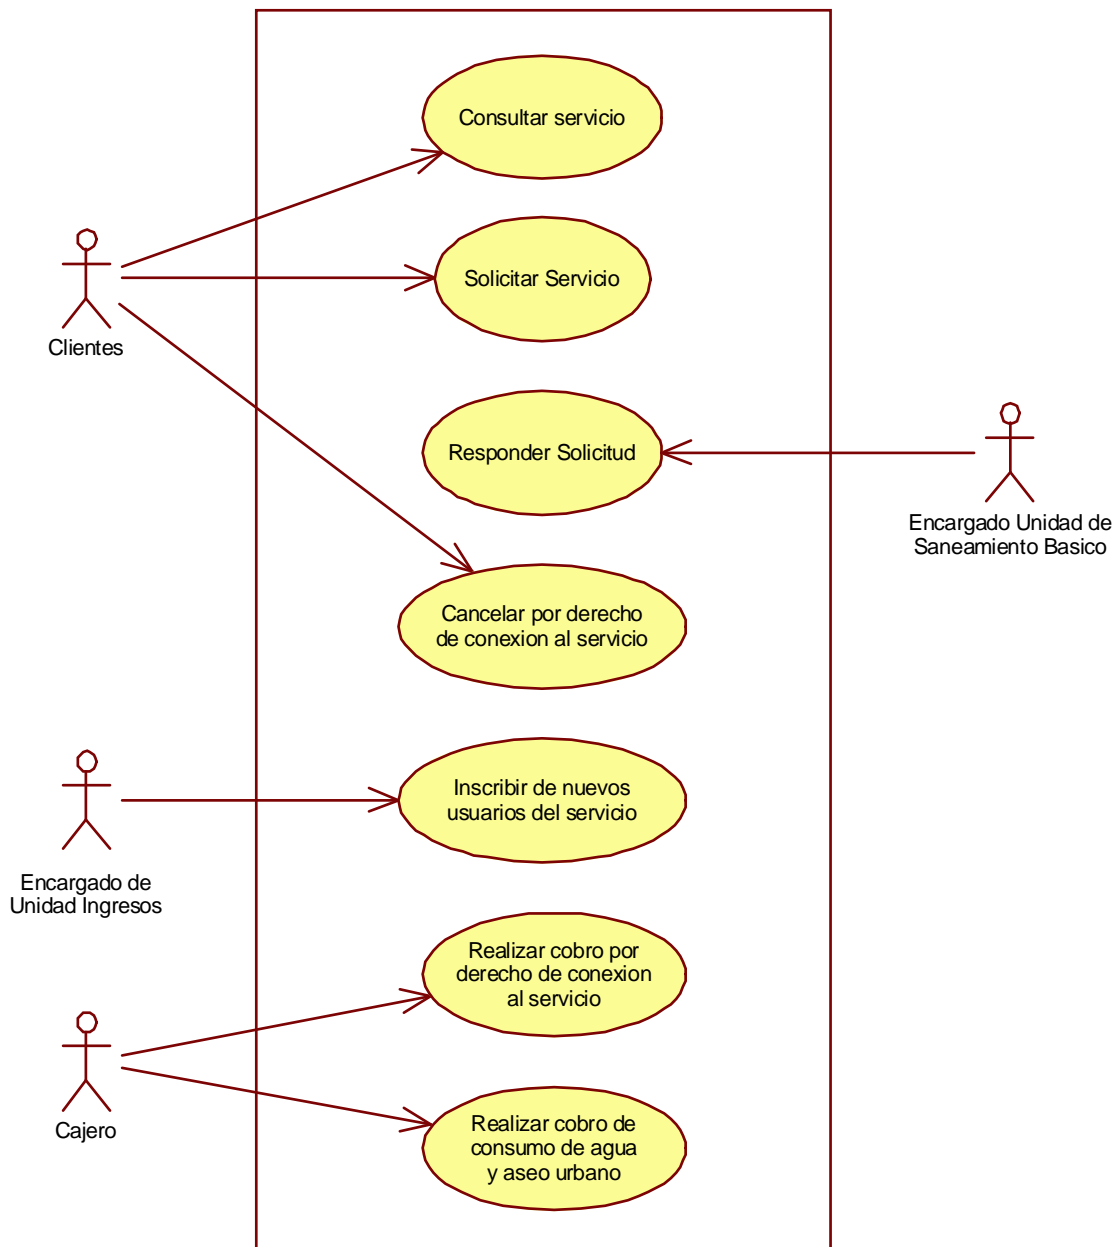 Consultar servicio
Solicitar Servicio
Clientes
Responder Solicitud
Encargado Unidad de
Saneamiento Basico
Cancelar por derecho
de conexion al servicio
Inscribir de nuevos
usuarios del servicio
Encargado de
Unidad Ingresos
Realizar cobro por
derecho de conexion
al servicio
Cajero
Realizar cobro de
consumo de agua
y aseo urbano